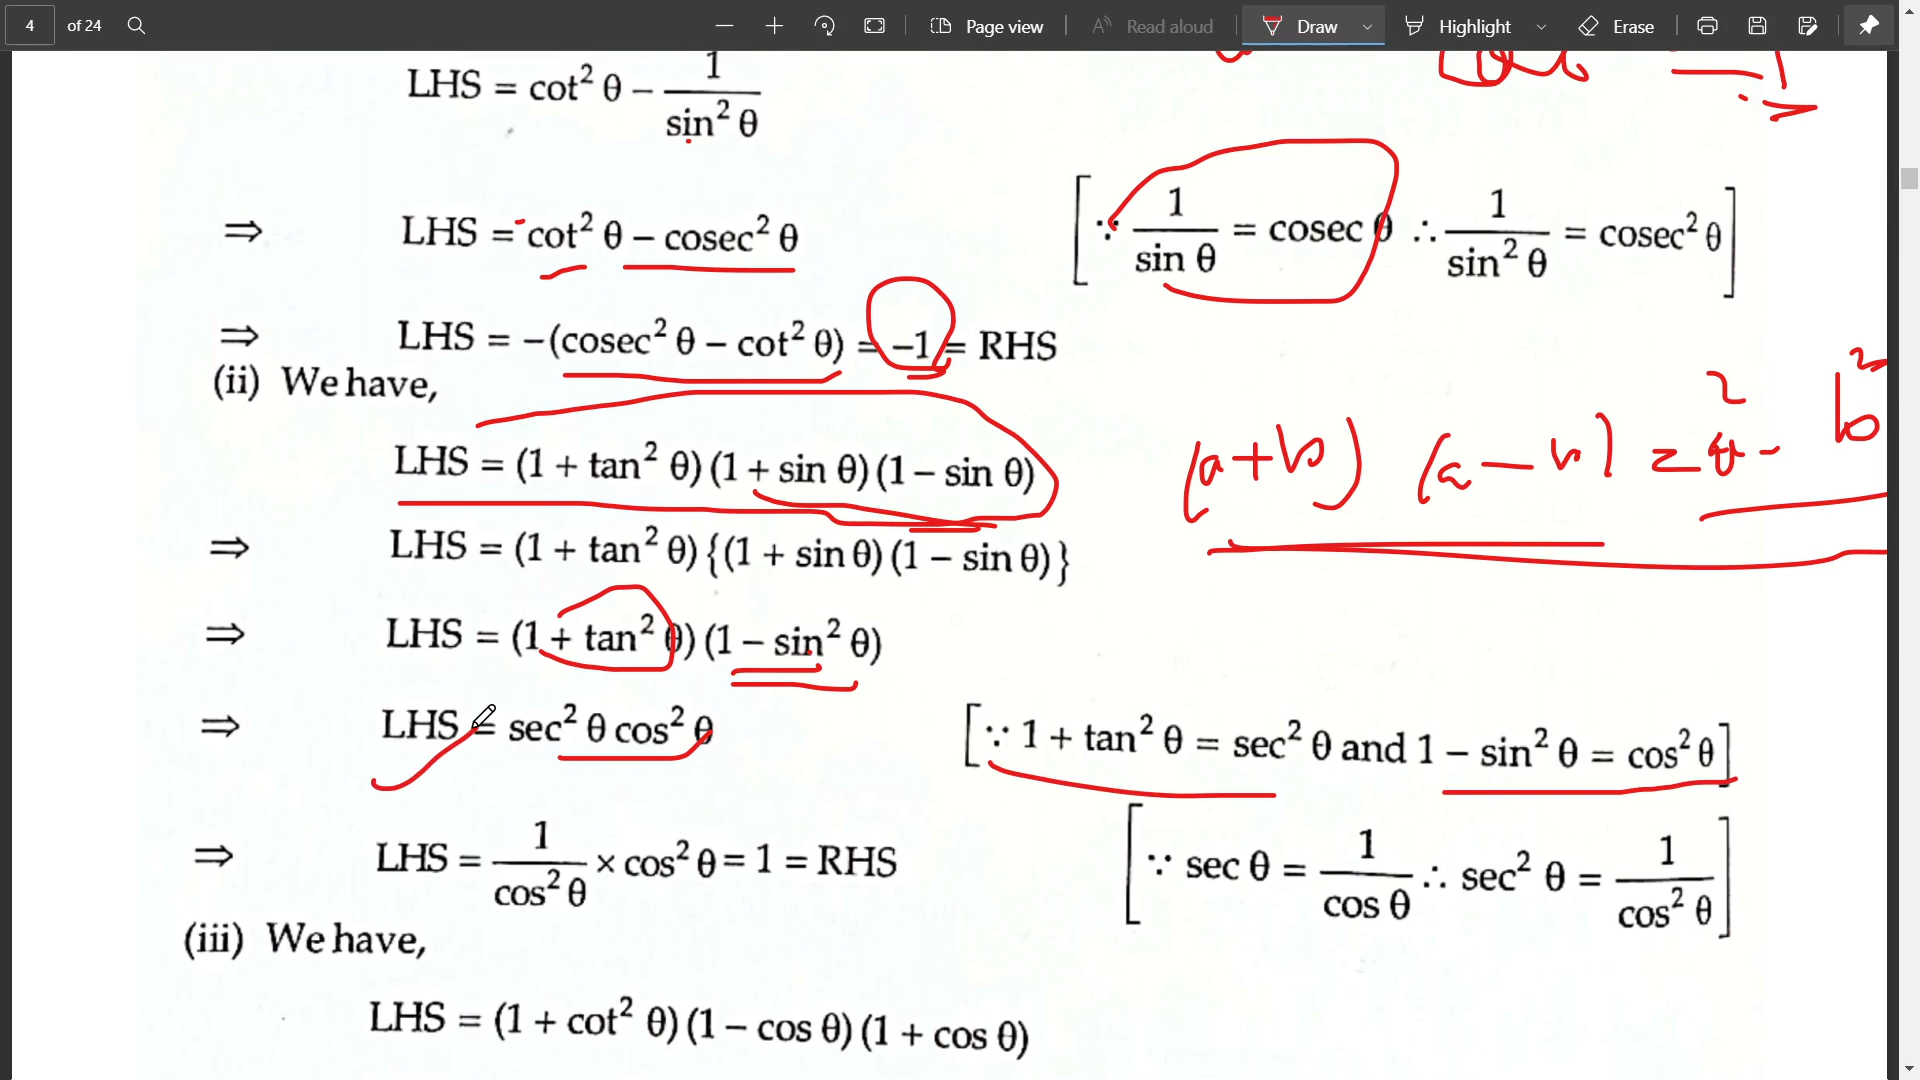 4 of 24 Page view Read aloud Draw Highlight Erase
LHS = cot² θ − 1/sin² θ
⇒ LHS = cot² θ − cosec² θ [∵ 1/sin θ = cosec θ ∴ 1/sin² θ = cosec² θ]
⇒ LHS = −(cosec² θ − cot² θ) = −1 = RHS
(ii) We have,
LHS = (1 + tan² θ) (1 + sin θ) (1 − sin θ)
(a+b) (a−b) = a² − b²
⇒ LHS = (1 + tan² θ) {(1 + sin θ) (1 − sin θ)}
⇒ LHS = (1 + tan² θ) (1 − sin² θ)
⇒ LHS = sec² θ cos² θ [∵ 1 + tan² θ = sec² θ and 1 − sin² θ = cos² θ]
⇒ LHS = 1/cos² θ × cos² θ = 1 = RHS [∵ sec θ = 1/cos θ ∴ sec² θ = 1/cos² θ]
(iii) We have,
LHS = (1 + cot² θ) (1 − cos θ) (1 + cos θ)